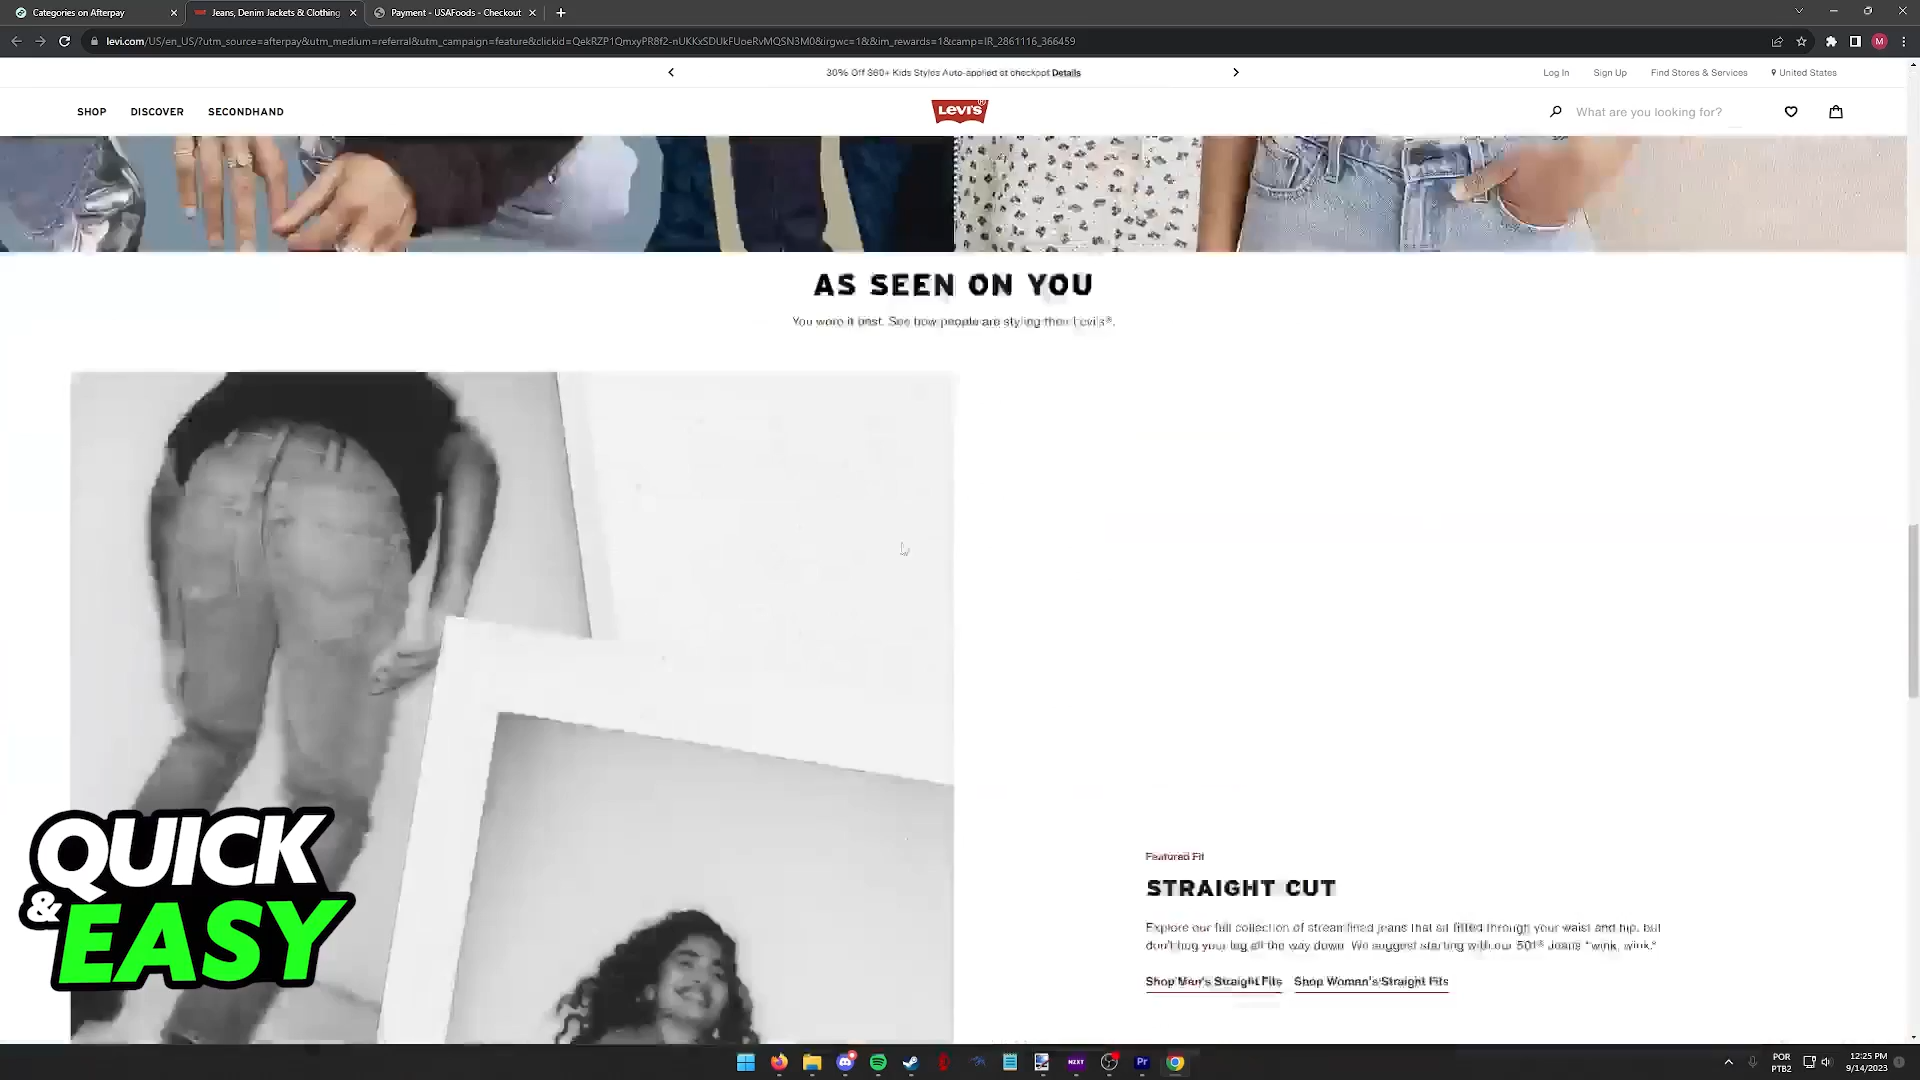 Categories on Afterpay
Jeans, Denim Jackets & Clothing
Payment - USAFoods - Checkout
levi.com/US/en_US/?utm_source=afterpay&utm_medium=referral&utm_campaign=feature&clickid=QekRZP1QmxyPR8f2-nUKKxSDUkFUoeRvMQSN3M0&irgwc=1&&im_rewards=1&camp=IR_2861116_366459
M
30% Off $60+ Kids Styles Auto-applied at checkout Details
Log In
Sign Up
Find Stores & Services
United States
SHOP
DISCOVER
SECONDHAND
LEVI'S®
What are you looking for?
AS SEEN ON YOU
You wore it best. See how people are styling their Levi's®.
Featured Fit
STRAIGHT CUT
Explore our full collection of streamlined jeans that sit fitted through your waist and hip, but
don't hug your leg all the way down. We suggest starting with our 501® Jeans *wink, wink.*
Shop Men's Straight Fits
Shop Women's Straight Fits
QUICK
& EASY
NZXT
Pr
POR
PTB2
12:25 PM
9/14/2023